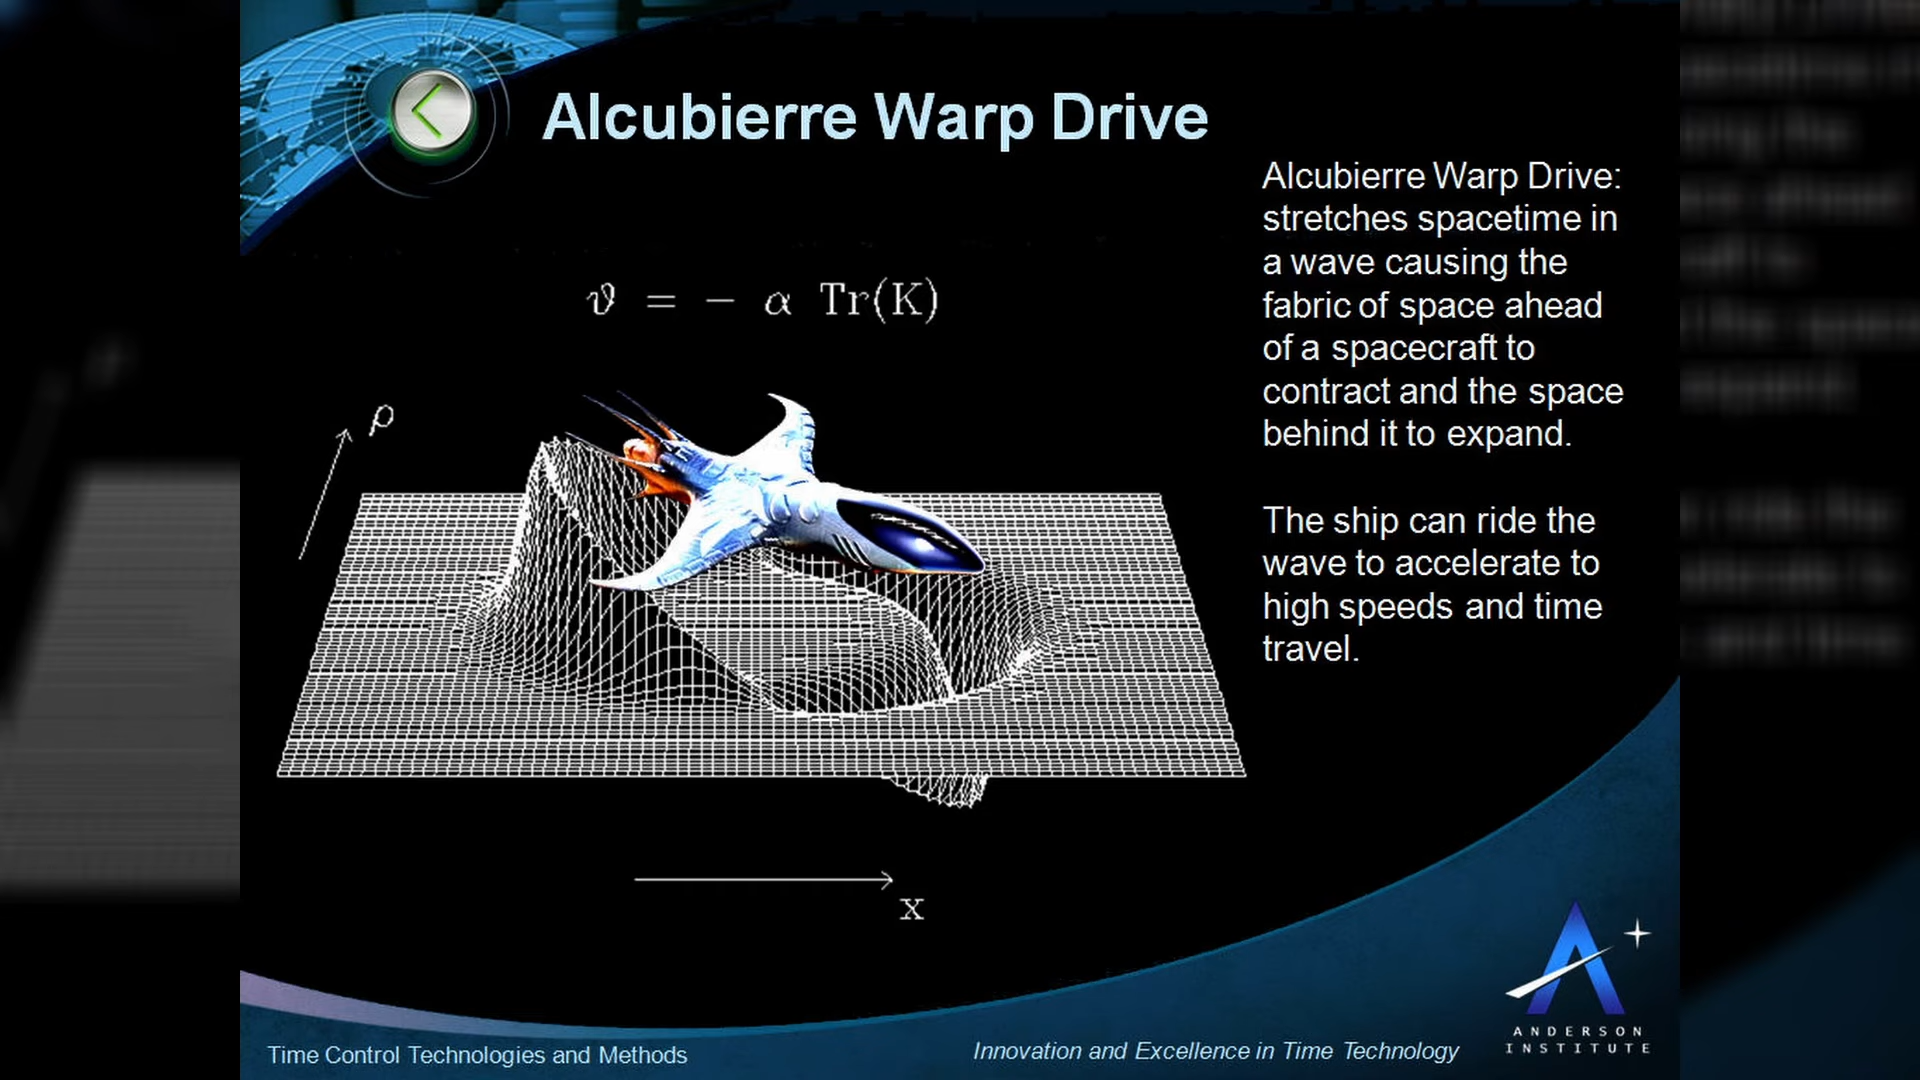 Alcubierre Warp Drive
Alcubierre Warp Drive:
stretches spacetime in
a wave causing the
fabric of space ahead
of a spacecraft to
contract and the space
behind it to expand.
The ship can ride the
wave to accelerate to
high speeds and time
travel.
ϑ = − α Tr(K)
ρ
x
ANDERSON
INSTITUTE
Time Control Technologies and Methods
Innovation and Excellence in Time Technology